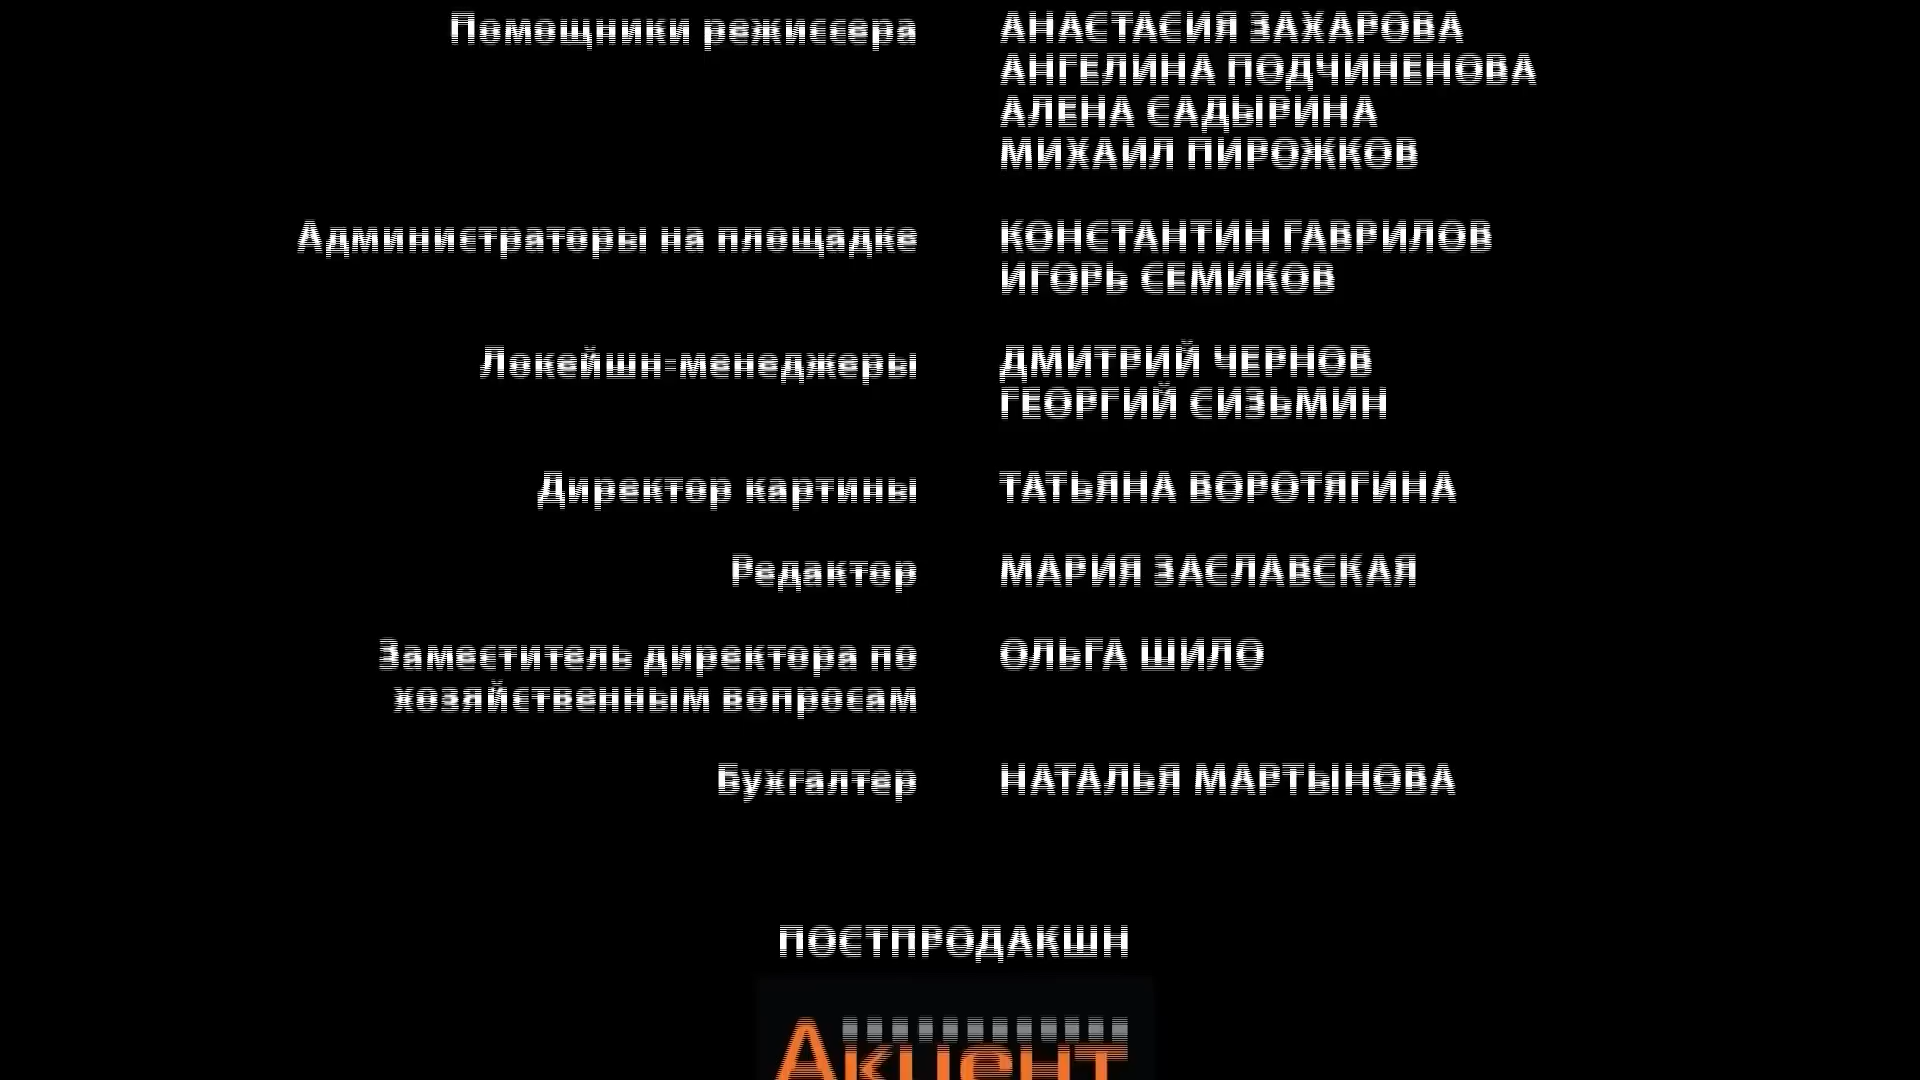 Помощники режиссера АНАСТАСИЯ ЗАХАРОВА
АНГЕЛИНА ПОДЧИНЕНОВА
АЛЕНА САДЫРИНА
МИХАИЛ ПИРОЖКОВ
Администраторы на площадке КОНСТАНТИН ГАВРИЛОВ
ИГОРЬ СЕМИКОВ
Локейшн-менеджеры ДМИТРИЙ ЧЕРНОВ
ГЕОРГИЙ СИЗЬМИН
Директор картины ТАТЬЯНА ВОРОТЯГИНА
Редактор МАРИЯ ЗАСЛАВСКАЯ
Заместитель директора по ОЛЬГА ШИЛО
хозяйственным вопросам
Бухгалтер НАТАЛЬЯ МАРТЫНОВА
ПОСТПРОДАКШН
Акцент